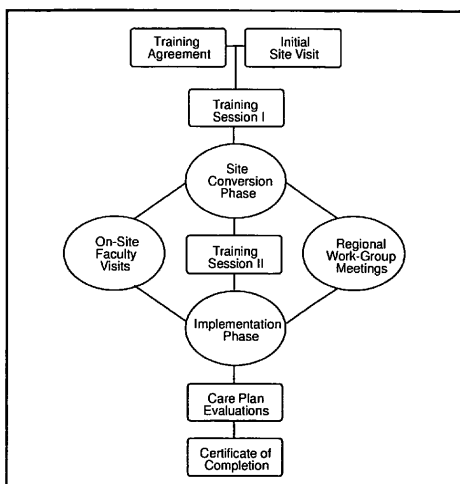 Training
Agreement
Initial
Site Visit
Training
Session I
Site
Conversion
Phase
On-Site
Faculty
Visits
Training
Session II
Regional
Work-Group
Meetings
Implementation
Phase
Care Plan
Evaluations
Certificate of
Completion